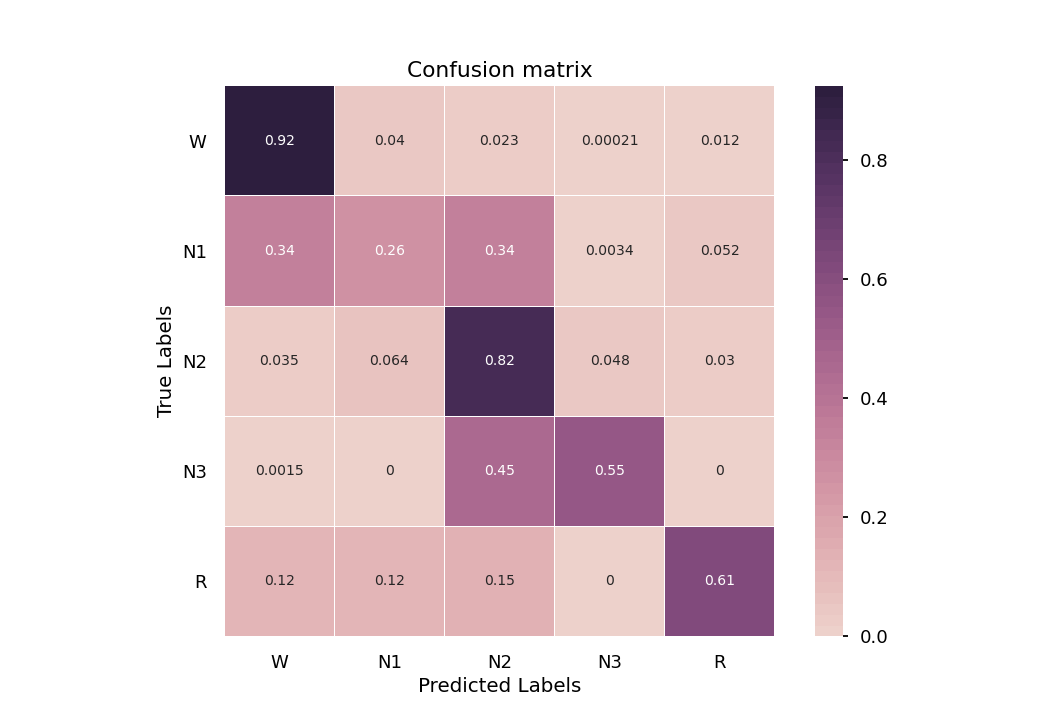 Confusion matrix
W 0.92 0.04 0.023 0.00021 0.012
N1 0.34 0.26 0.34 0.0034 0.052
N2 0.035 0.064 0.82 0.048 0.03
N3 0.0015 0 0.45 0.55 0
R 0.12 0.12 0.15 0 0.61
W N1 N2 N3 R
Predicted Labels
True Labels
0.8
0.6
0.4
0.2
0.0